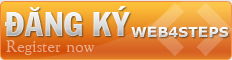 ĐĂNG KÝ WEB4STEPS
Register now